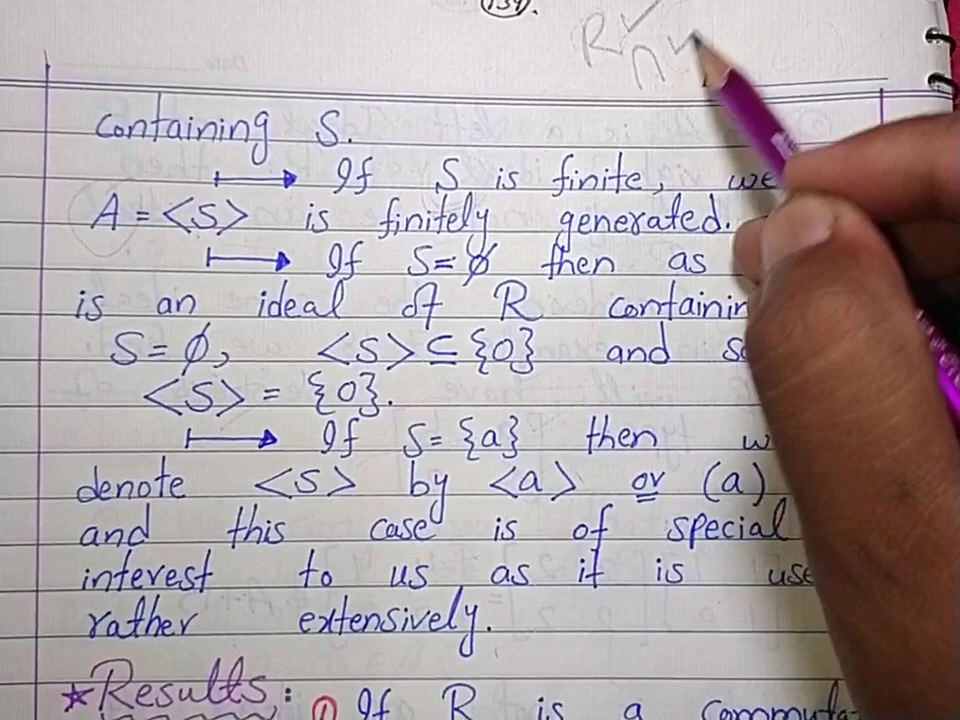 (139).
R✓
∩ ✓
containing S.
↦ If S is finite, we
A = <S> is finitely generated.
↦ If S=ϕ then as
is an ideal of R containin
S = ϕ, <S> ⊆ {0} and so
<S> = {0}.
↦ If S = {a} then w
denote <S> by <a> or (a)
and this case is of special
interest to us as it is use
rather extensively.
★Results: ① If R is a commuta-